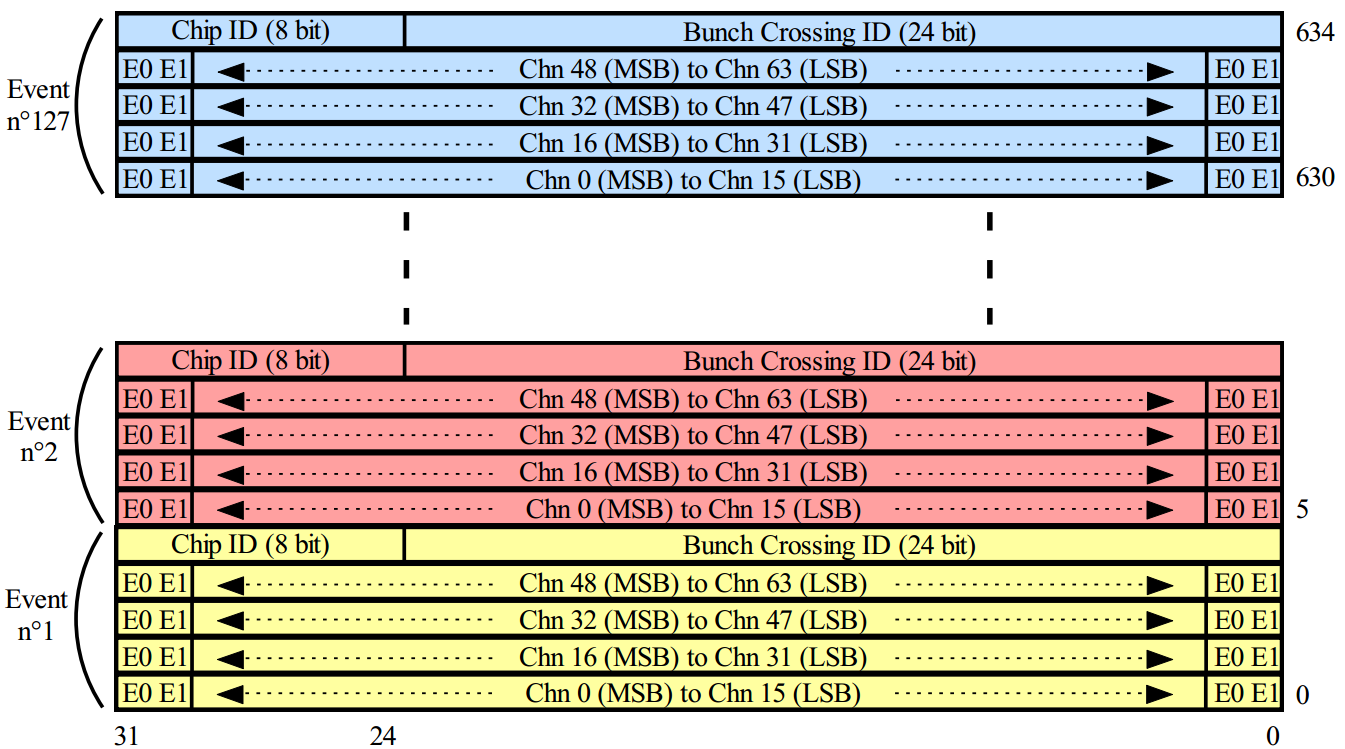 Chip ID (8 bit) Bunch Crossing ID (24 bit) 634
E0 E1 Chn 48 (MSB) to Chn 63 (LSB) E0 E1
Event
n°127
E0 E1 Chn 32 (MSB) to Chn 47 (LSB) E0 E1
E0 E1 Chn 16 (MSB) to Chn 31 (LSB) E0 E1
E0 E1 Chn 0 (MSB) to Chn 15 (LSB) E0 E1 630
Chip ID (8 bit) Bunch Crossing ID (24 bit)
E0 E1 Chn 48 (MSB) to Chn 63 (LSB) E0 E1
Event
n°2
E0 E1 Chn 32 (MSB) to Chn 47 (LSB) E0 E1
E0 E1 Chn 16 (MSB) to Chn 31 (LSB) E0 E1
E0 E1 Chn 0 (MSB) to Chn 15 (LSB) E0 E1 5
Chip ID (8 bit) Bunch Crossing ID (24 bit)
E0 E1 Chn 48 (MSB) to Chn 63 (LSB) E0 E1
Event
n°1
E0 E1 Chn 32 (MSB) to Chn 47 (LSB) E0 E1
E0 E1 Chn 16 (MSB) to Chn 31 (LSB) E0 E1
E0 E1 Chn 0 (MSB) to Chn 15 (LSB) E0 E1 0
31 24 0